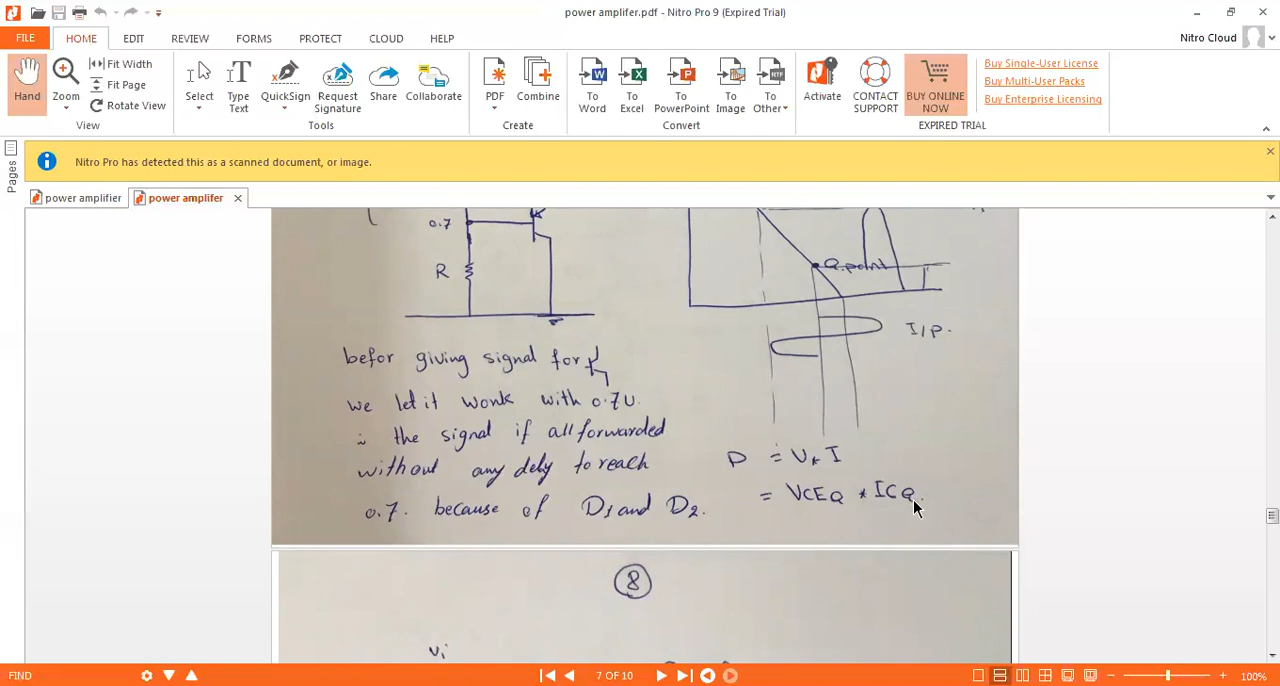 power amplifer.pdf - Nitro Pro 9 (Expired Trial)
FILE HOME EDIT REVIEW FORMS PROTECT CLOUD HELP
Nitro Cloud
Hand
Zoom
Fit Width
Fit Page
Rotate View
View
Select
Type Text
QuickSign
Request Signature
Share
Collaborate
Tools
PDF
Combine
Create
To Word
To Excel
To PowerPoint
To Image
To Other
Convert
Activate
CONTACT SUPPORT
BUY ONLINE NOW
EXPIRED TRIAL
Buy Single-User License
Buy Multi-User Packs
Buy Enterprise Licensing
Pages
Nitro Pro has detected this as a scanned document, or image.
power amplifier
power amplifer
0.7
R
Q.point
I/P.
befor giving signal for
we let it work with 0.7U.
the signal if all forwarded
without any dely to reach
0.7. because of D1 and D2.
P = V * I
= VCEQ * ICQ.
8
Vi
FIND
7 OF 10
100%